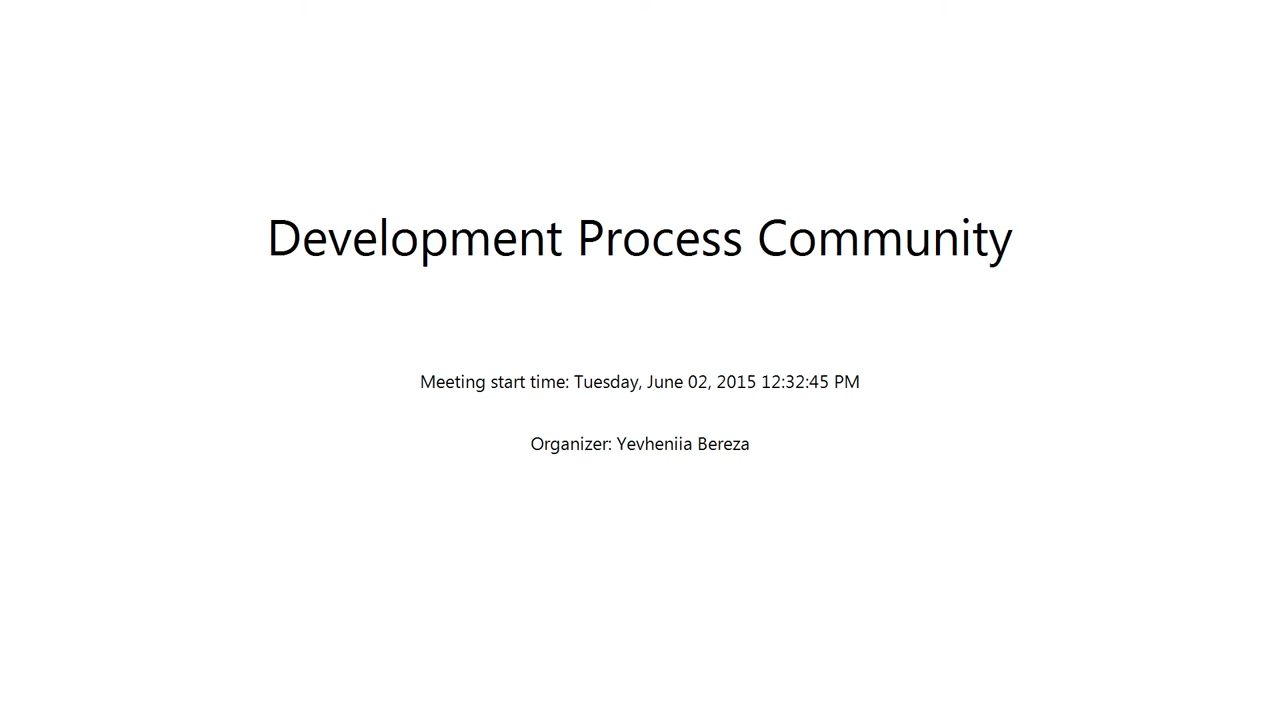 Development Process Community
Meeting start time: Tuesday, June 02, 2015 12:32:45 PM
Organizer: Yevheniia Bereza